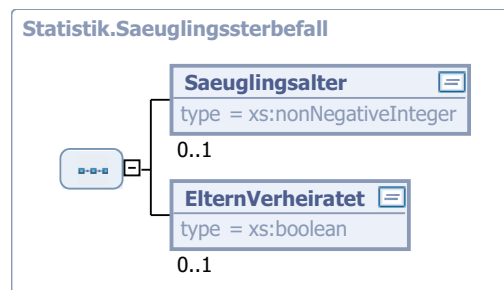 Statistik.Saeuglingssterbefall
Saeuglingsalter
type = xs:nonNegativeInteger
0..1
ElternVerheiratet
type = xs:boolean
0..1